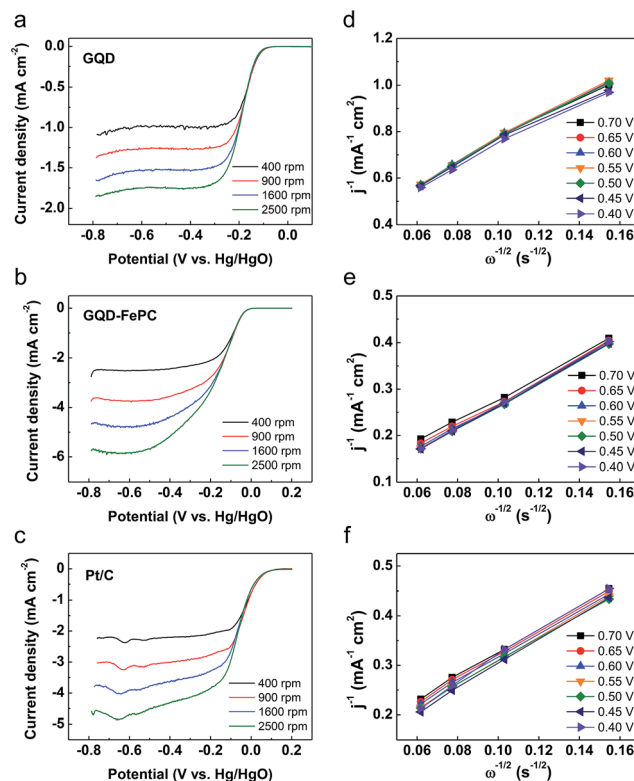 a
GQD
0.0
-0.5
-1.0
-1.5
-2.0
-0.8 -0.6 -0.4 -0.2 0.0
Current density (mA cm-2)
Potential (V vs. Hg/HgO)
400 rpm
900 rpm
1600 rpm
2500 rpm
d
1.2
1.0
0.8
0.6
0.4
0.06 0.08 0.10 0.12 0.14 0.16
j-1 (mA-1 cm2)
ω-1/2 (s-1/2)
0.70 V
0.65 V
0.60 V
0.55 V
0.50 V
0.45 V
0.40 V
b
GQD-FePC
0
-2
-4
-6
-0.8 -0.6 -0.4 -0.2 0.0 0.2
Current density (mA cm-2)
Potential (V vs. Hg/HgO)
400 rpm
900 rpm
1600 rpm
2500 rpm
e
0.5
0.4
0.3
0.2
0.1
0.06 0.08 0.10 0.12 0.14 0.16
j-1 (mA-1 cm2)
ω-1/2 (s-1/2)
0.70 V
0.65 V
0.60 V
0.55 V
0.50 V
0.45 V
0.40 V
c
Pt/C
0
-1
-2
-3
-4
-5
-0.8 -0.6 -0.4 -0.2 0.0 0.2
Current density (mA cm-2)
Potential (V vs. Hg/HgO)
400 rpm
900 rpm
1600 rpm
2500 rpm
f
0.5
0.4
0.3
0.2
0.06 0.08 0.10 0.12 0.14 0.16
j-1 (mA-1 cm2)
ω-1/2 (s-1/2)
0.70 V
0.65 V
0.60 V
0.55 V
0.50 V
0.45 V
0.40 V